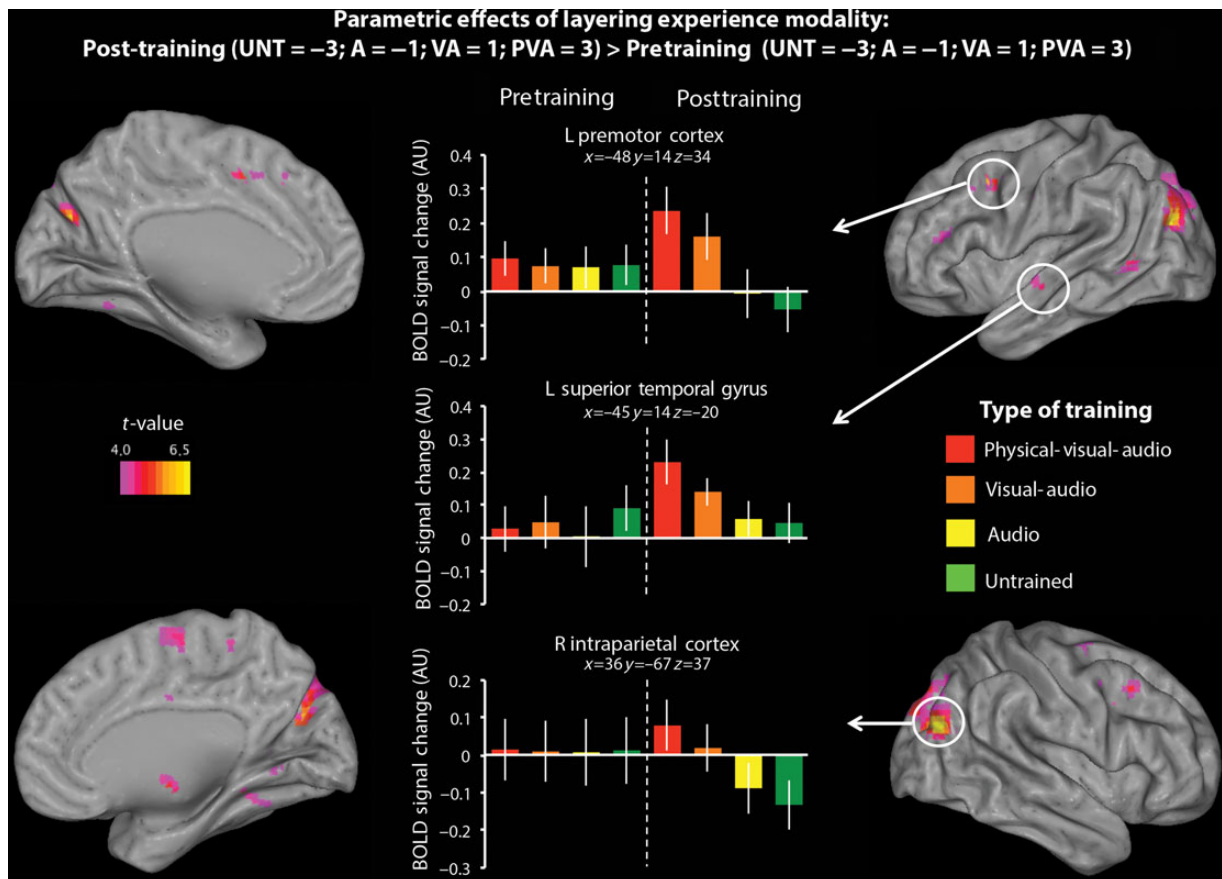 Parametric effects of layering experience modality:
Post-training (UNT = –3; A = –1; VA = 1; PVA = 3) > Pretraining (UNT = –3; A = –1; VA = 1; PVA = 3)
Pretraining Posttraining
L premotor cortex
x=–48 y=14 z=34
BOLD signal change (AU)
0.4
0.3
0.2
0.1
0
–0.1
–0.2
L superior temporal gyrus
x=–45 y=14 z=–20
BOLD signal change (AU)
0.4
0.3
0.2
0.1
0
–0.1
–0.2
t-value
4.0 6.5
Type of training
Physical-visual-audio
Visual-audio
Audio
Untrained
R intraparietal cortex
x=36 y=–67 z=37
BOLD signal change (AU)
0.2
0.1
0
–0.1
–0.2
–0.3